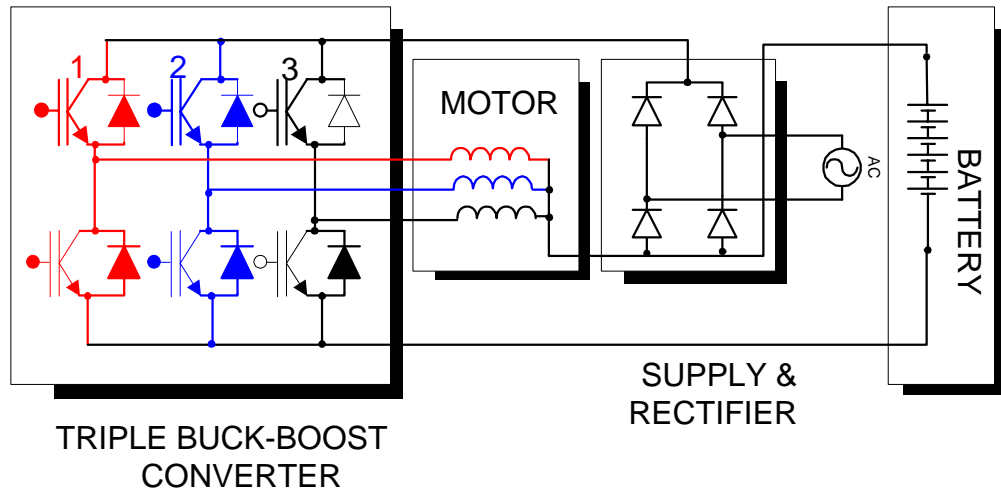 1
2
3
MOTOR
AC
BATTERY
SUPPLY &
RECTIFIER
TRIPLE BUCK-BOOST
CONVERTER